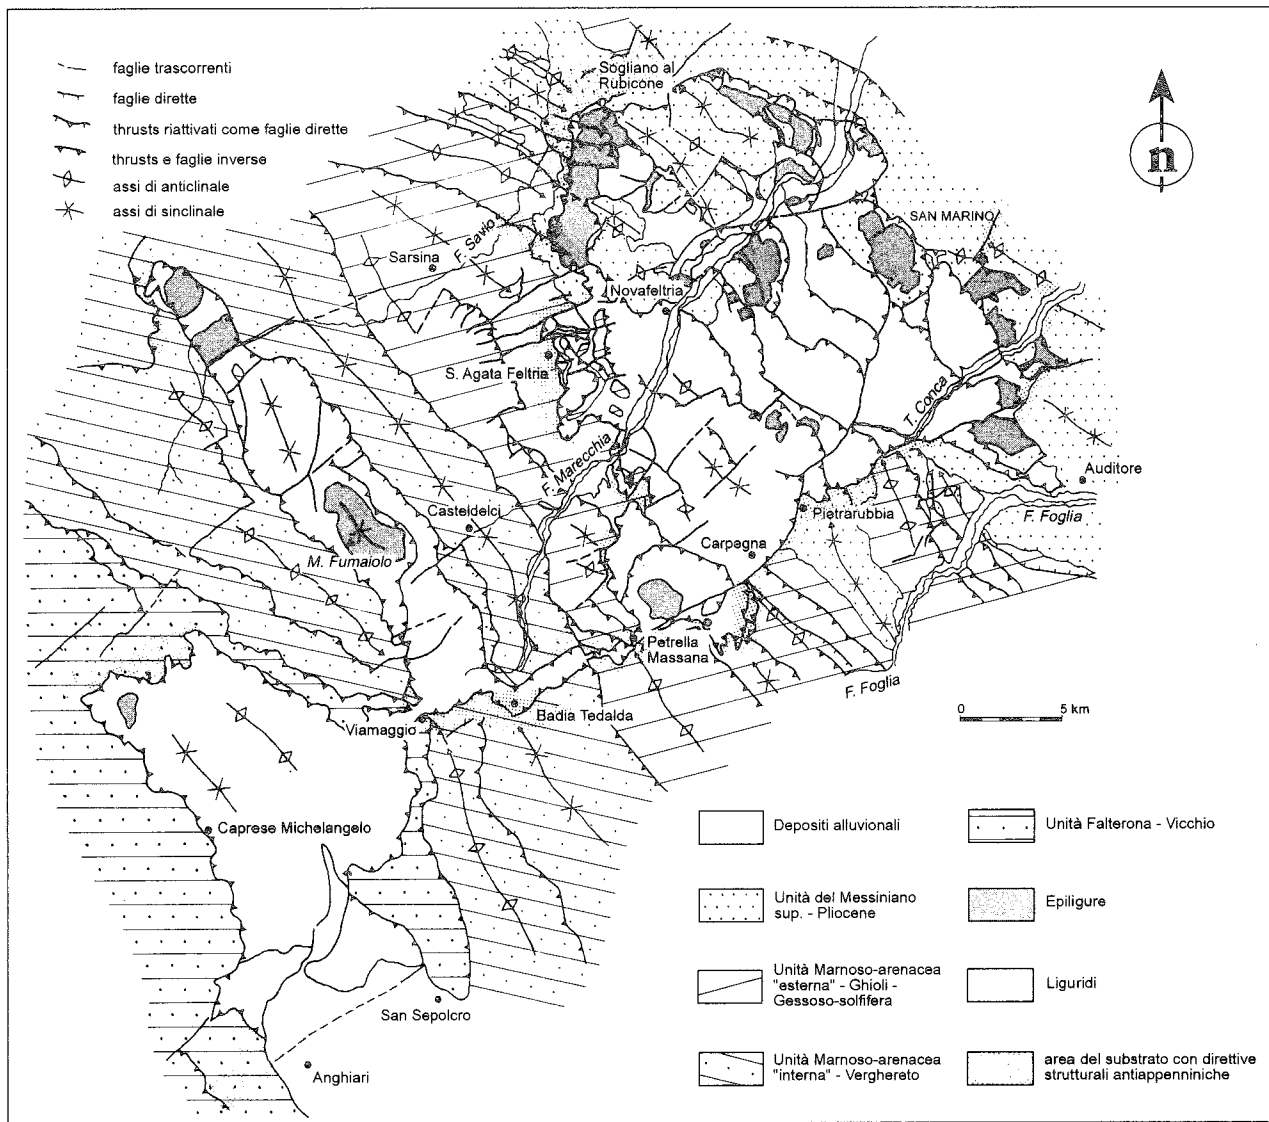 faglie trascorrenti
faglie dirette
thrusts riattivati come faglie dirette
thrusts e faglie inverse
assi di anticlinale
assi di sinclinale
Sogliano al
Rubicone
n
SAN MARINO
F. Savio
Sarsina
Novafeltria
S. Agata Feltria
T. Conca
F. Marecchia
Auditore
Casteldelci
Pietrarubbia
F. Foglia
Carpegna
M. Fumaiolo
Petrella
Massana
F. Foglia
Badia Tedalda
Viamaggio
0 5 km
Caprese Michelangelo
San Sepolcro
Anghiari
Depositi alluvionali
Unità del Messiniano
sup. - Pliocene
Unità Marnoso-arenacea
"esterna" - Ghioli -
Gessoso-solfifera
Unità Marnoso-arenacea
"interna" - Verghereto
Unità Falterona - Vicchio
Epiligure
Liguridi
area del substrato con direttive
strutturali antiappenniniche